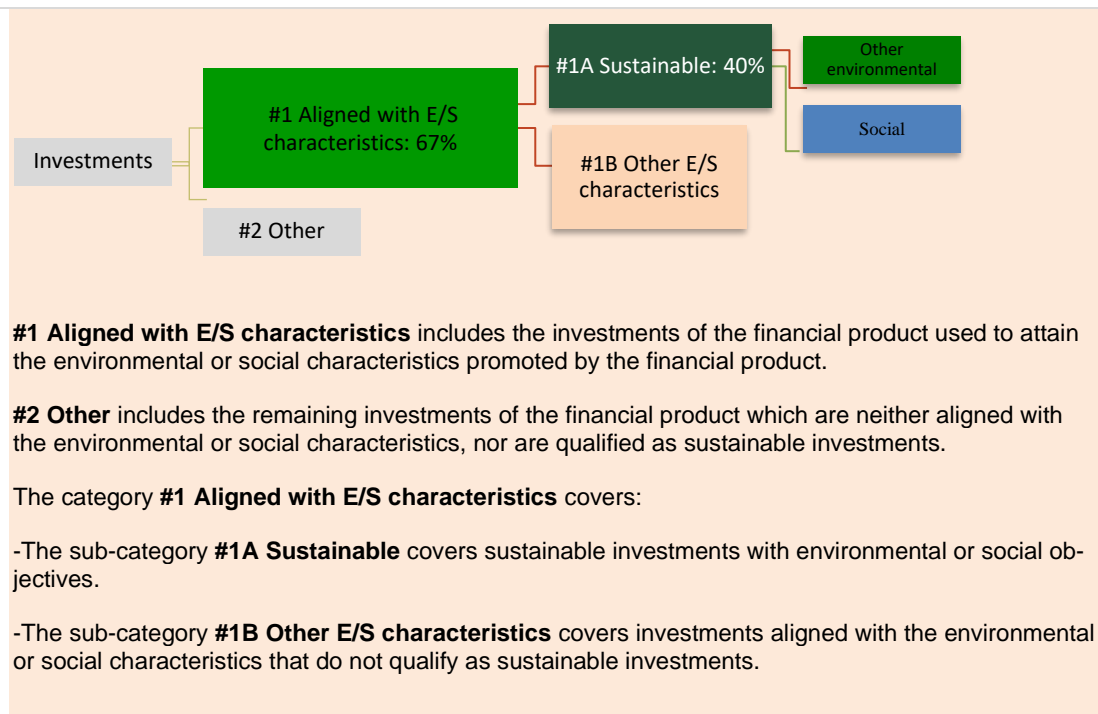 #1A Sustainable: 40%
Other
environmental
#1 Aligned with E/S
characteristics: 67%
Social
Investments
#1B Other E/S
characteristics
#2 Other
#1 Aligned with E/S characteristics includes the investments of the financial product used to attain
the environmental or social characteristics promoted by the financial product.
#2 Other includes the remaining investments of the financial product which are neither aligned with
the environmental or social characteristics, nor are qualified as sustainable investments.
The category #1 Aligned with E/S characteristics covers:
-The sub-category #1A Sustainable covers sustainable investments with environmental or social ob-
jectives.
-The sub-category #1B Other E/S characteristics covers investments aligned with the environmental
or social characteristics that do not qualify as sustainable investments.